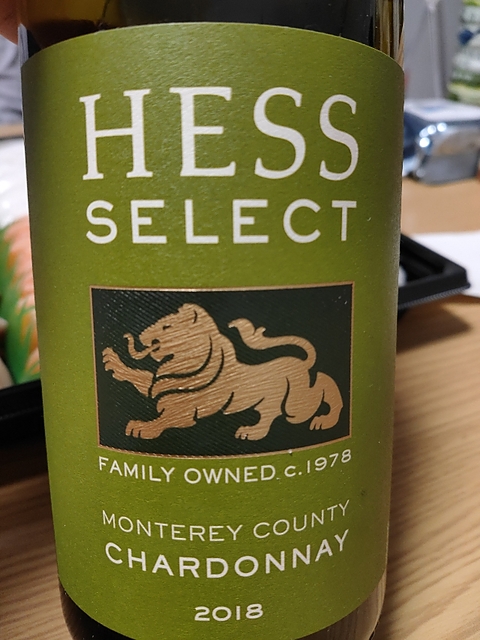 HESS
SELECT
FAMILY OWNED c.1978
MONTEREY COUNTY
CHARDONNAY
2018